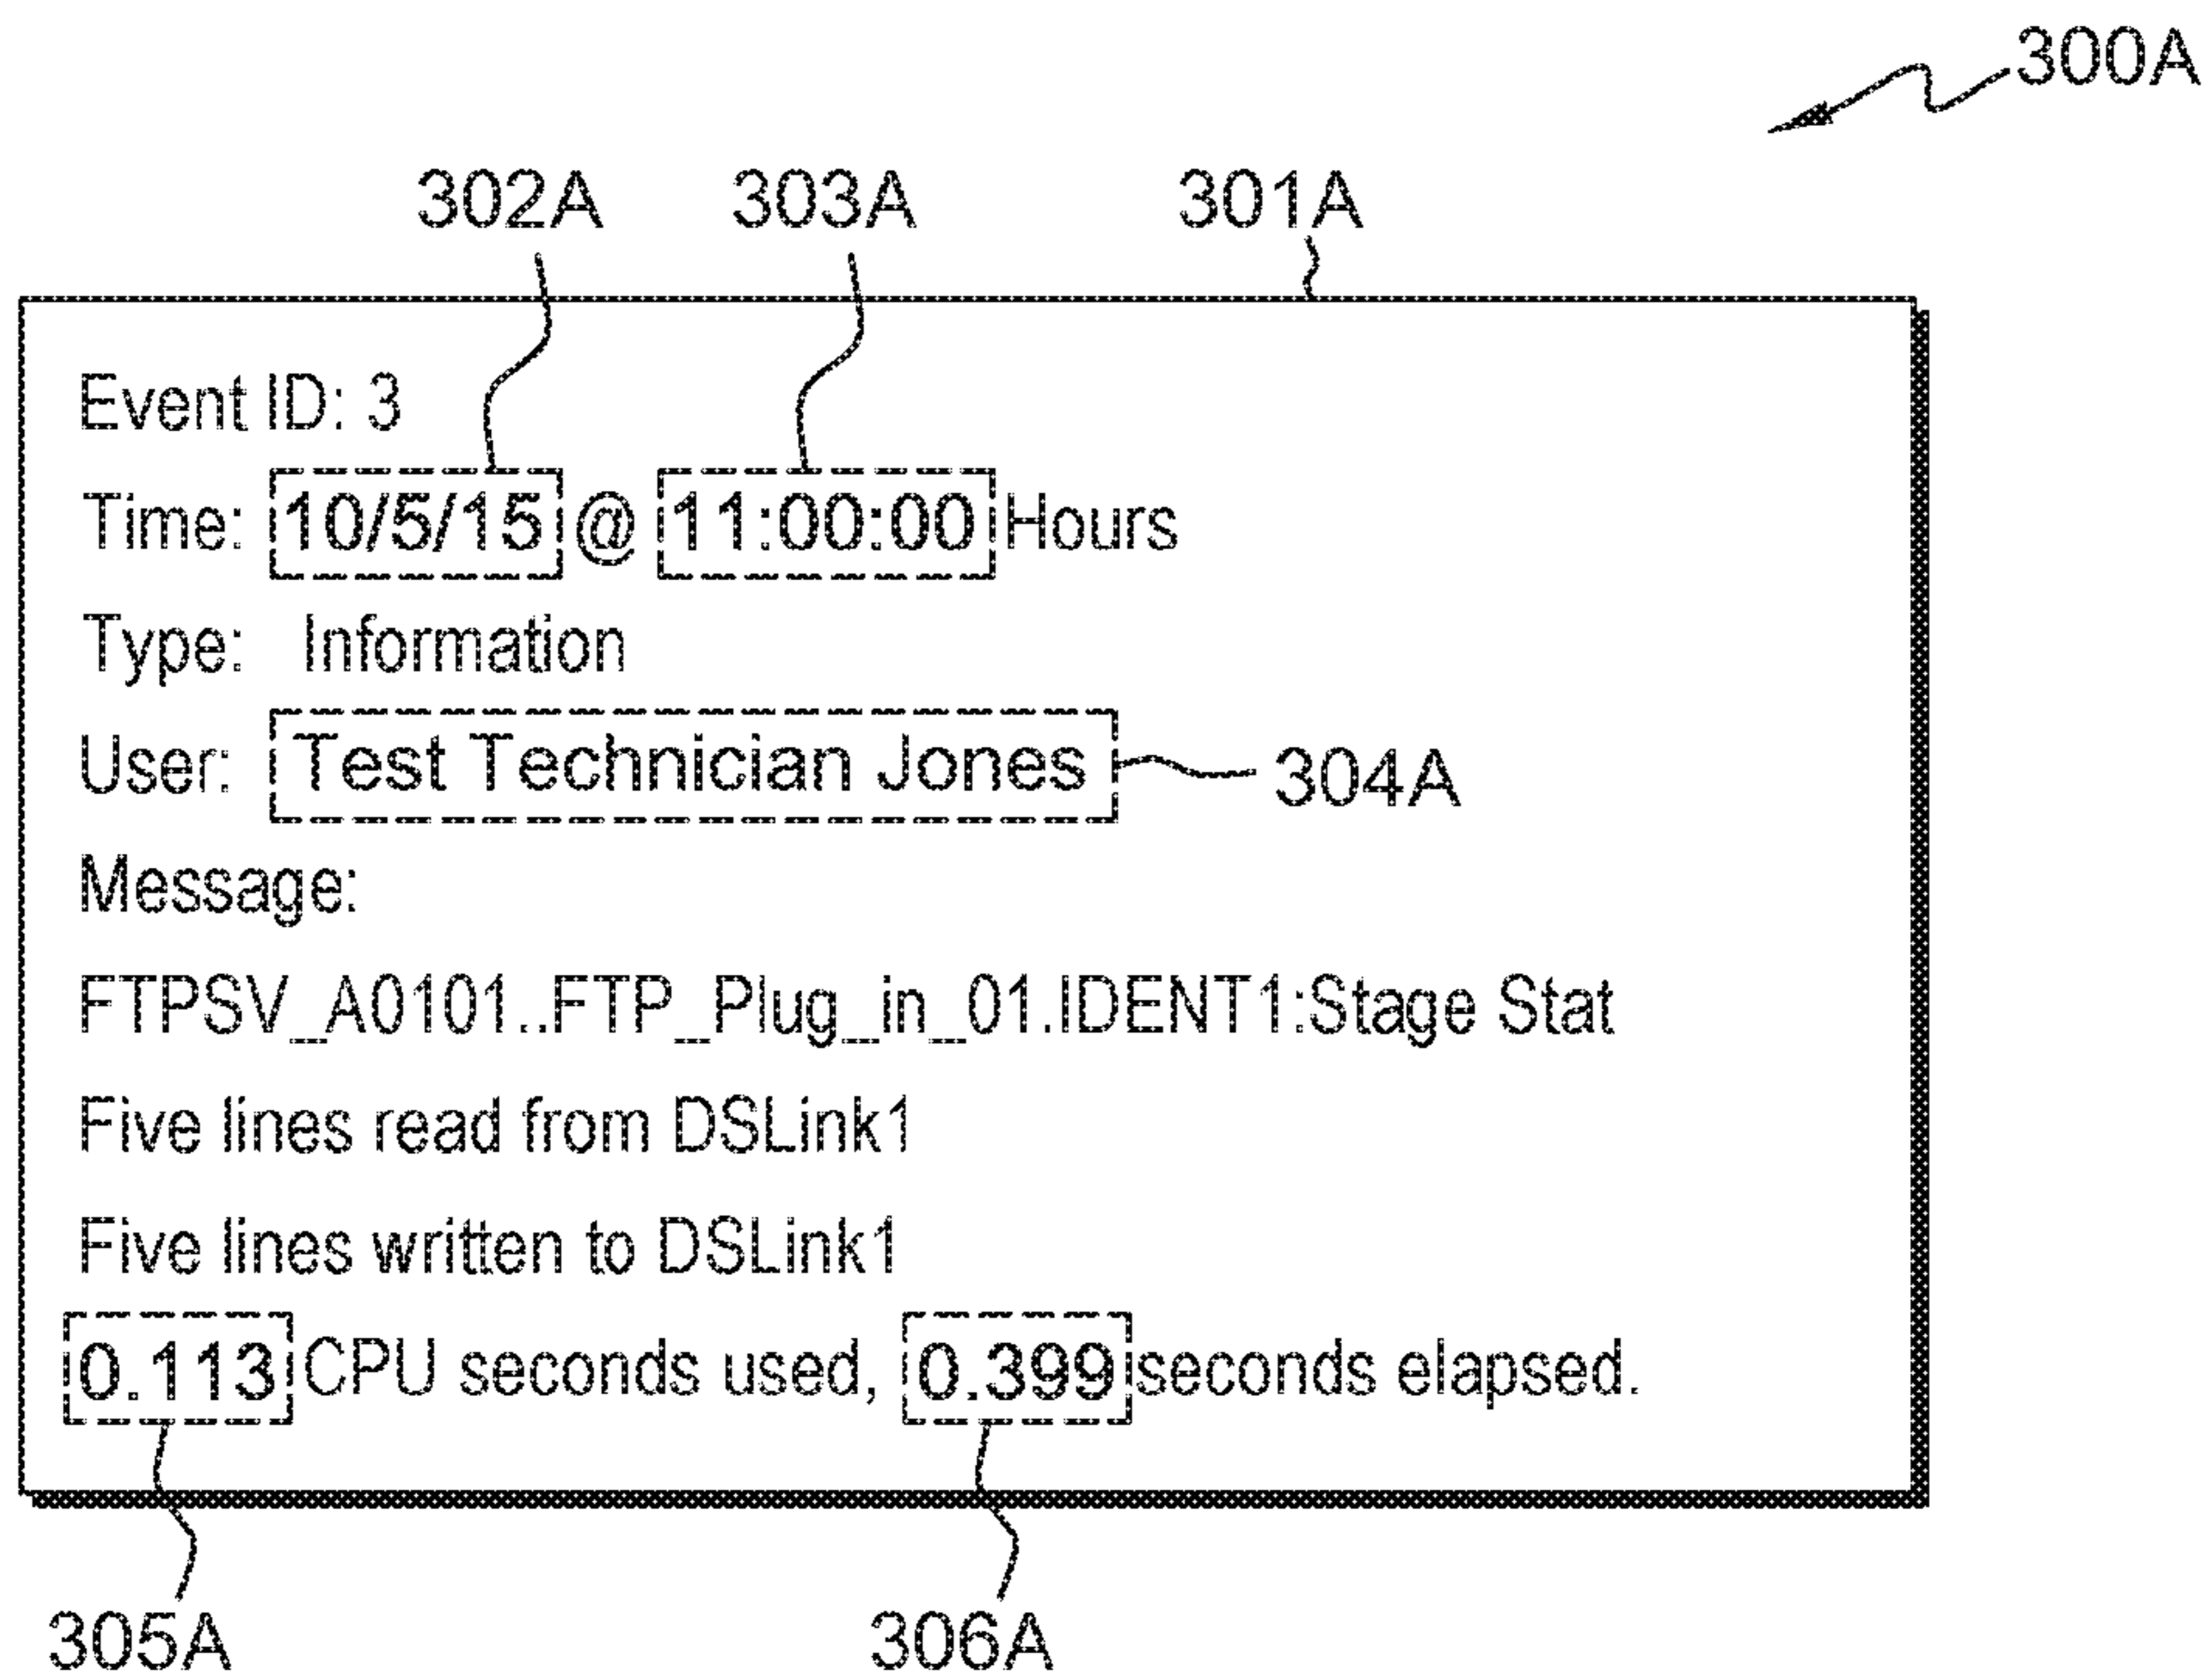 300A
302A 303A 301A
Event ID: 3
Time: 10/5/15 @ 11:00:00 Hours
Type: Information
User: Test Technician Jones 304A
Message:
FTPSV_A0101..FTP_Plug_in_01.IDENT1:Stage Stat
Five lines read from DSLink1
Five lines written to DSLink1
0.113 CPU seconds used, 0.399 seconds elapsed.
305A 306A